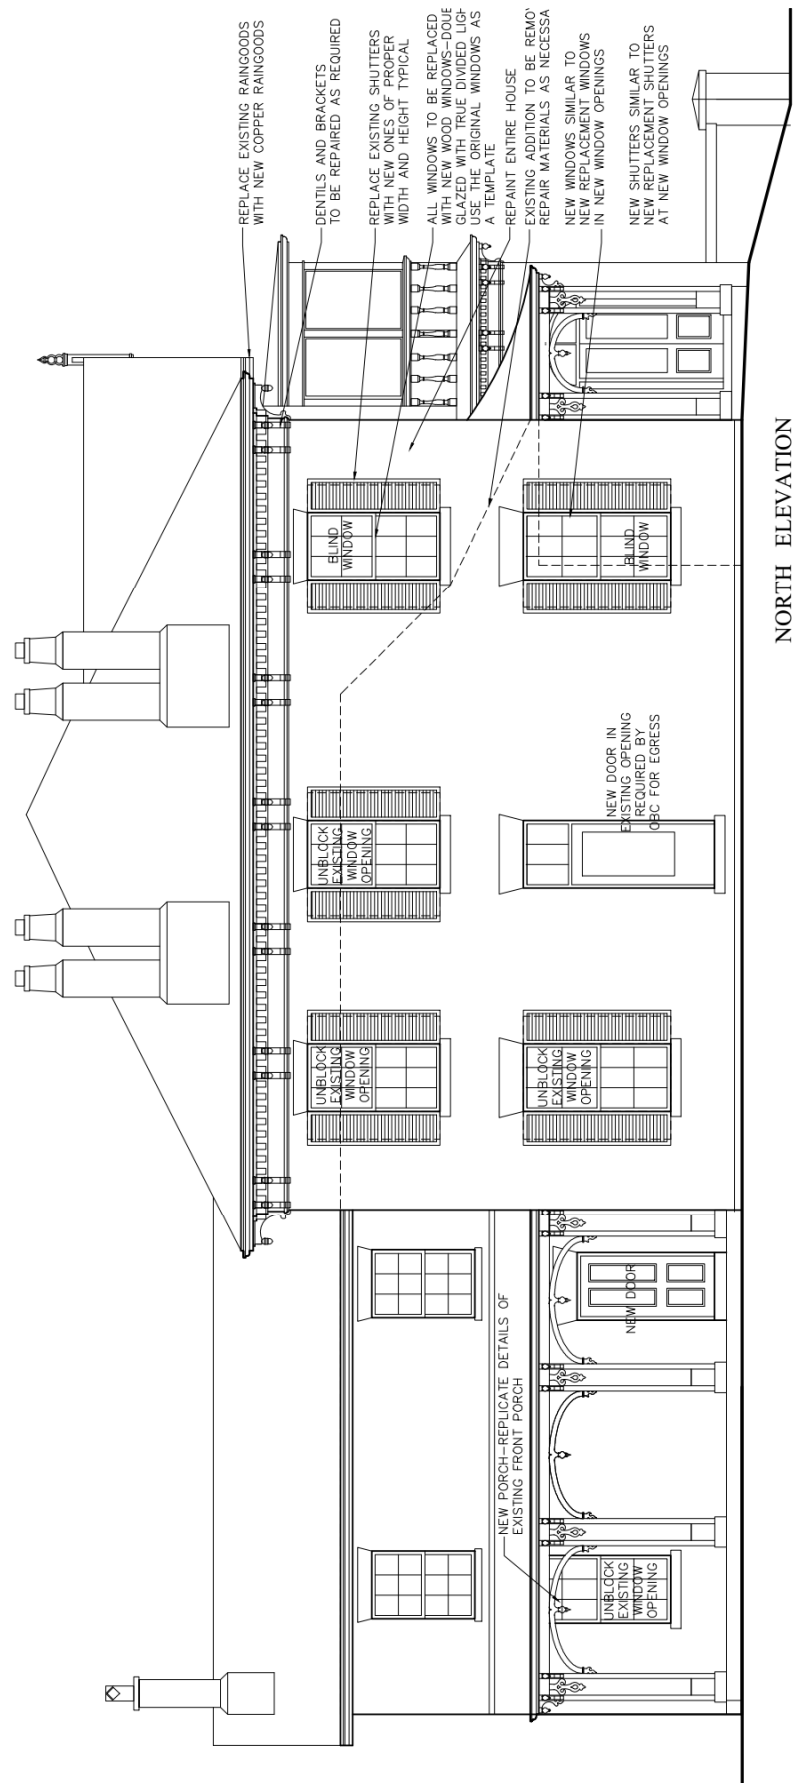 REPLACE EXISTING RAINGOODS
WITH NEW COPPER RAINGOODS
DENTILS AND BRACKETS
TO BE REPAIRED AS REQUIRED
REPLACE EXISTING SHUTTERS
WITH NEW ONES OF PROPER
WIDTH AND HEIGHT TYPICAL
ALL WINDOWS TO BE REPLACED
WITH NEW WOOD WINDOWS-DOUB
GLAZED WITH TRUE DIVIDED LIGH
USE THE ORIGINAL WINDOWS AS
A TEMPLATE
REPAINT ENTIRE HOUSE
EXISTING ADDITION TO BE REMOV
REPAIR MATERIALS AS NECESSA
NEW WINDOWS SIMILAR TO
NEW REPLACEMENT WINDOWS
IN NEW WINDOW OPENINGS
NEW SHUTTERS SIMILAR TO
NEW REPLACEMENT SHUTTERS
AT NEW WINDOW OPENINGS
UNBLOCK
EXISTING
WINDOW
OPENING
UNBLOCK
EXISTING
WINDOW
OPENING
BLIND
WINDOW
NEW PORCH-REPLICATE DETAILS OF
EXISTING FRONT PORCH
UNBLOCK
EXISTING
WINDOW
OPENING
NEW DOOR
UNBLOCK
EXISTING
WINDOW
OPENING
NEW DOOR IN
EXISTING OPENING
REQUIRED BY
OBC FOR EGRESS
BLIND
WINDOW
NORTH ELEVATION